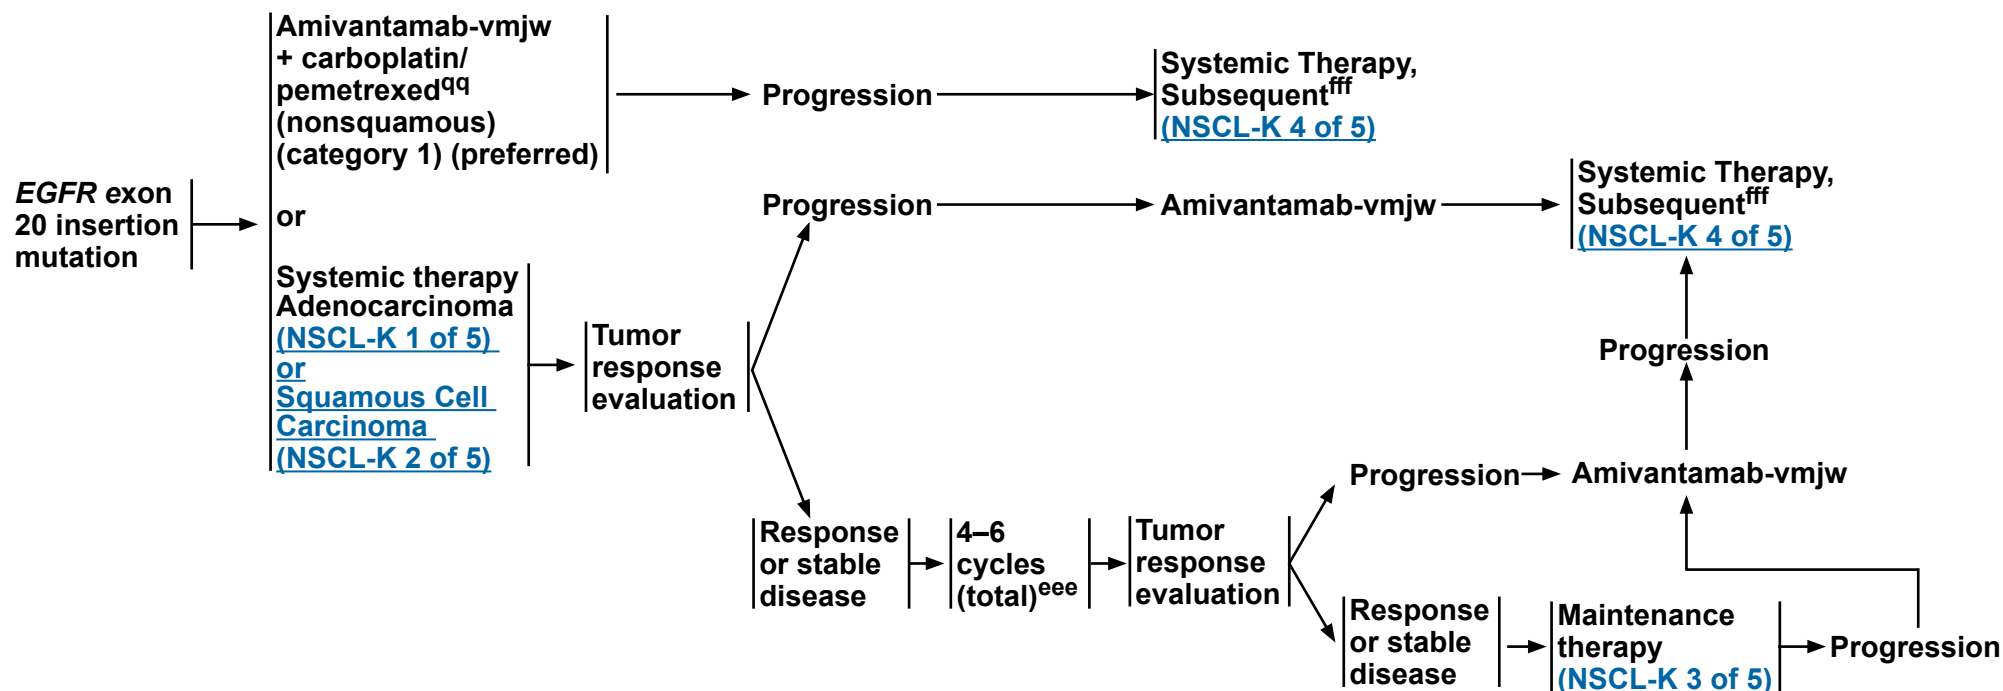 EGFR exon
20 insertion
mutation
Amivantamab-vmjw
+ carboplatin/
pemetrexedqq
(nonsquamous)
(category 1) (preferred)
or
Systemic therapy
Adenocarcinoma
(NSCL-K 1 of 5)
or
Squamous Cell
Carcinoma
(NSCL-K 2 of 5)
Progression
Systemic Therapy,
Subsequentfff
(NSCL-K 4 of 5)
Tumor
response
evaluation
Progression
Amivantamab-vmjw
Systemic Therapy,
Subsequentfff
(NSCL-K 4 of 5)
Response
or stable
disease
4–6
cycles
(total)eee
Tumor
response
evaluation
Progression
Amivantamab-vmjw
Progression
Response
or stable
disease
Maintenance
therapy
(NSCL-K 3 of 5)
Progression